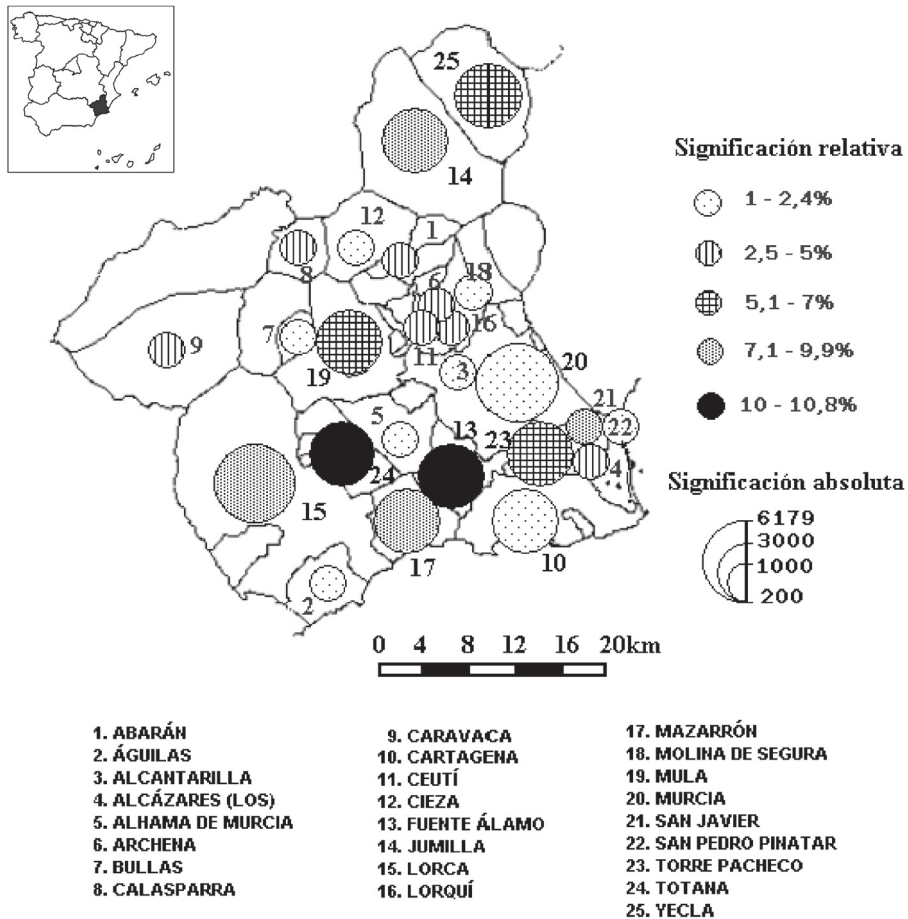 25
14
12
1
8
6
18
7
9
16
11
19
3
20
5
13
21
22
23
4
24
15
17
10
2
Significación relativa
1 - 2,4%
2,5 - 5%
5,1 - 7%
7,1 - 9,9%
10 - 10,8%
Significación absoluta
6179
3000
1000
200
0 4 8 12 16 20km
1. ABARÁN
2. ÁGUILAS
3. ALCANTARILLA
4. ALCÁZARES (LOS)
5. ALHAMA DE MURCIA
6. ARCHENA
7. BULLAS
8. CALASPARRA
9. CARAVACA
10. CARTAGENA
11. CEUTÍ
12. CIEZA
13. FUENTE ÁLAMO
14. JUMILLA
15. LORCA
16. LORQUÍ
17. MAZARRÓN
18. MOLINA DE SEGURA
19. MULA
20. MURCIA
21. SAN JAVIER
22. SAN PEDRO PINATAR
23. TORRE PACHECO
24. TOTANA
25. YECLA